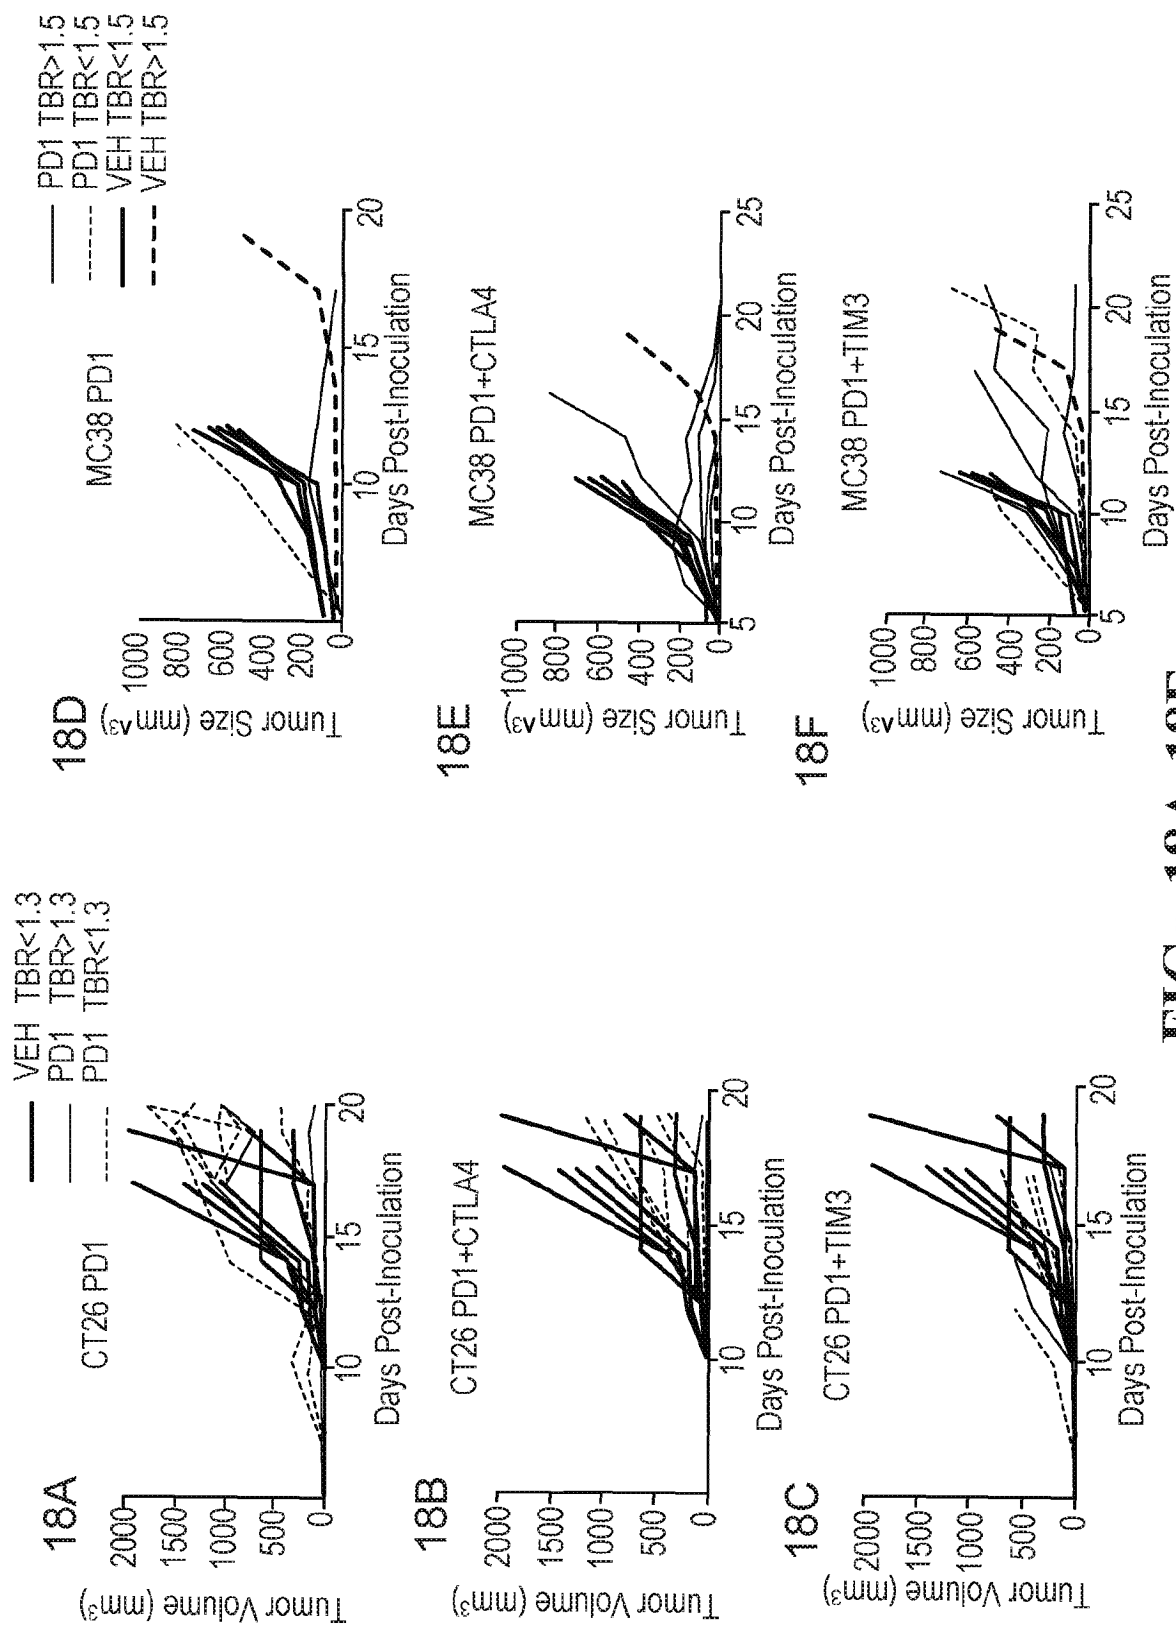 VEH TBR<1.3
PD1 TBR>1.3
PD1 TBR<1.3
18A
CT26 PD1
Tumor Volume (mm3)
2000
1500
1000
500
0
10
15
20
Days Post-Inoculation
18B
CT26 PD1+CTLA4
Tumor Volume (mm3)
2000
1500
1000
500
0
10
15
20
Days Post-Inoculation
18C
CT26 PD1+TIM3
Tumor Volume (mm3)
2000
1500
1000
500
0
10
15
20
Days Post-Inoculation
PD1 TBR>1.5
PD1 TBR<1.5
VEH TBR<1.5
VEH TBR>1.5
18D
MC38 PD1
Tumor Size (mm^3)
1000
800
600
400
200
0
10
15
20
Days Post-Inoculation
18E
MC38 PD1+CTLA4
Tumor Size (mm^3)
1000
800
600
400
200
0
5
10
15
20
25
Days Post-Inoculation
18F
MC38 PD1+TIM3
Tumor Size (mm^3)
1000
800
600
400
200
0
5
10
15
20
25
Days Post-Inoculation